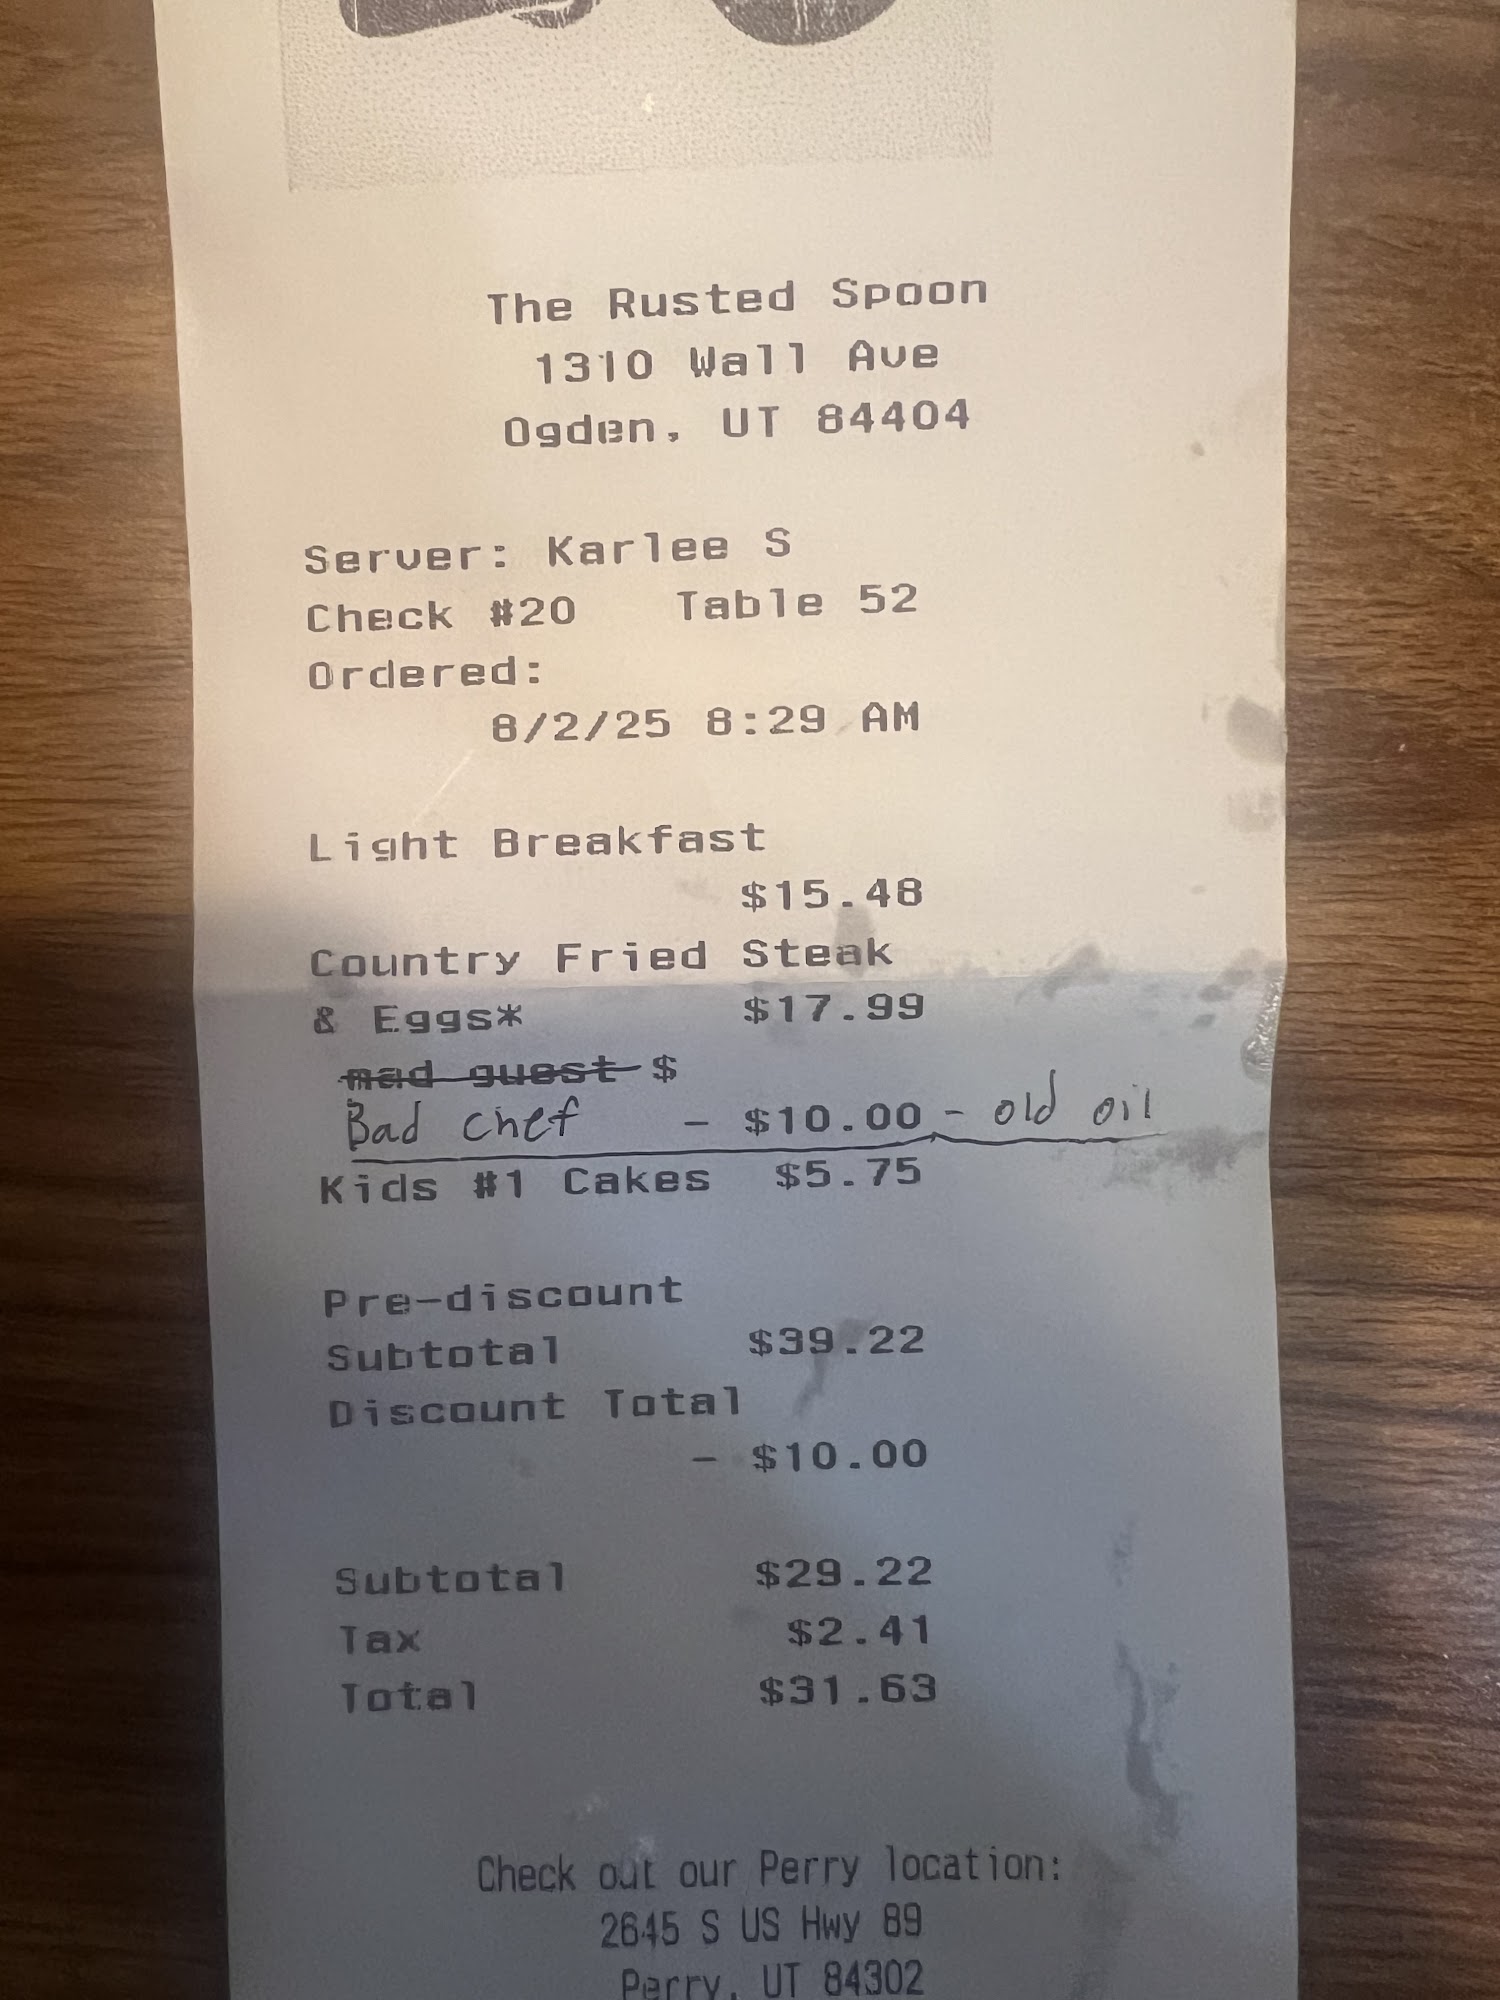 The Rusted Spoon
1310 Wall Ave
Ogden, UT 84404
Server: Karlee S
Check #20 Table 52
Ordered:
8/2/25 8:29 AM
Light Breakfast
$15.48
Country Fried Steak
& Eggs* $17.99
mad guest $
Bad chef - $10.00 - old oil
Kids #1 Cakes $5.75
Pre-discount
Subtotal $39.22
Discount Total
- $10.00
Subtotal $29.22
Tax $2.41
Total $31.63
Check out our Perry location:
2645 S US Hwy 89
Perry, UT 84302